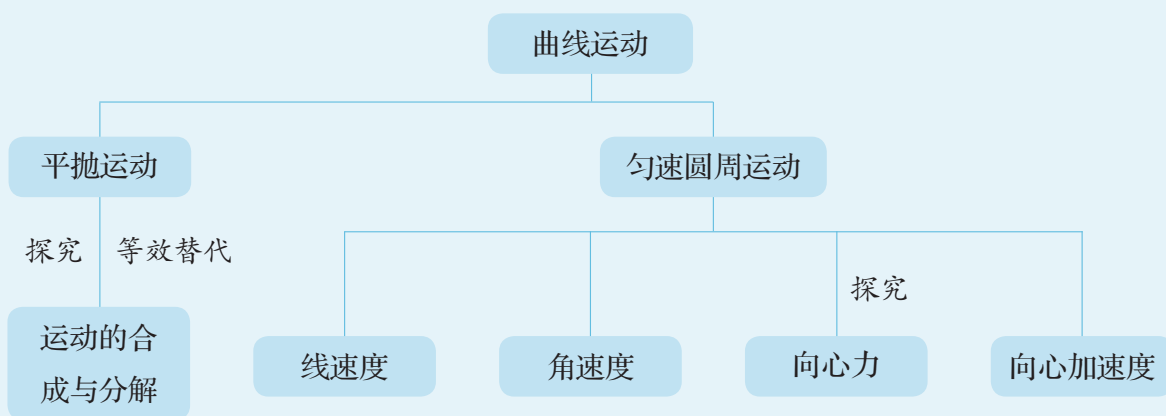 曲线运动
平抛运动
匀速圆周运动
探究
等效替代
探究
运动的合
成与分解
线速度
角速度
向心力
向心加速度